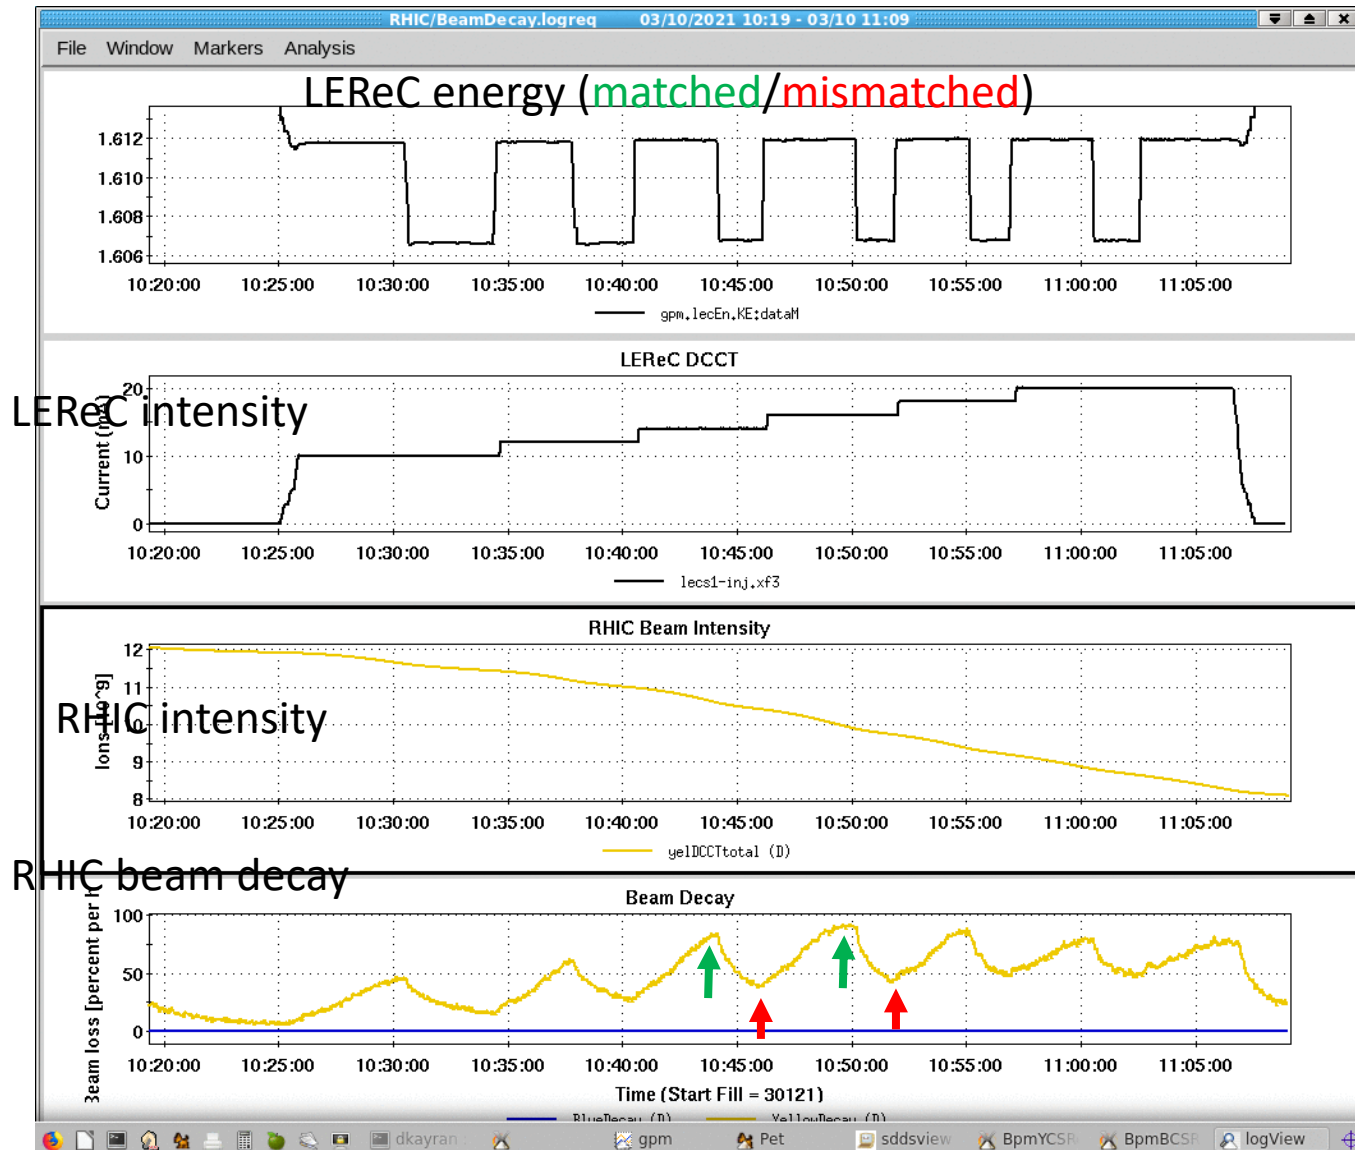 RHIC/BeamDecay.logreq 03/10/2021 10:19 - 03/10 11:09
File Window Markers Analysis
LEReC energy (matched/mismatched)
1.612
1.610
1.608
1.606
10:20:00 10:25:00 10:30:00 10:35:00 10:40:00 10:45:00 10:50:00 10:55:00 11:00:00 11:05:00
gpm.lecEn.KE:dataM
LEReC DCCT
LEReC intensity
Current (mA)
20
10
0
10:20:00 10:25:00 10:30:00 10:35:00 10:40:00 10:45:00 10:50:00 10:55:00 11:00:00 11:05:00
lecs1-inj.xf3
RHIC Beam Intensity
RHIC intensity
12
11
10
9
8
10:20:00 10:25:00 10:30:00 10:35:00 10:40:00 10:45:00 10:50:00 10:55:00 11:00:00 11:05:00
yelDCCTtotal (D)
RHIC beam decay
Beam Decay
Beam loss [percent per h
100
50
0
10:20:00 10:25:00 10:30:00 10:35:00 10:40:00 10:45:00 10:50:00 10:55:00 11:00:00 11:05:00
Time (Start Fill = 30121)
BlueDecay (D) YellowDecay (D)
dkayran gpm Pet sddsview BpmYCSR BpmBCSR logView